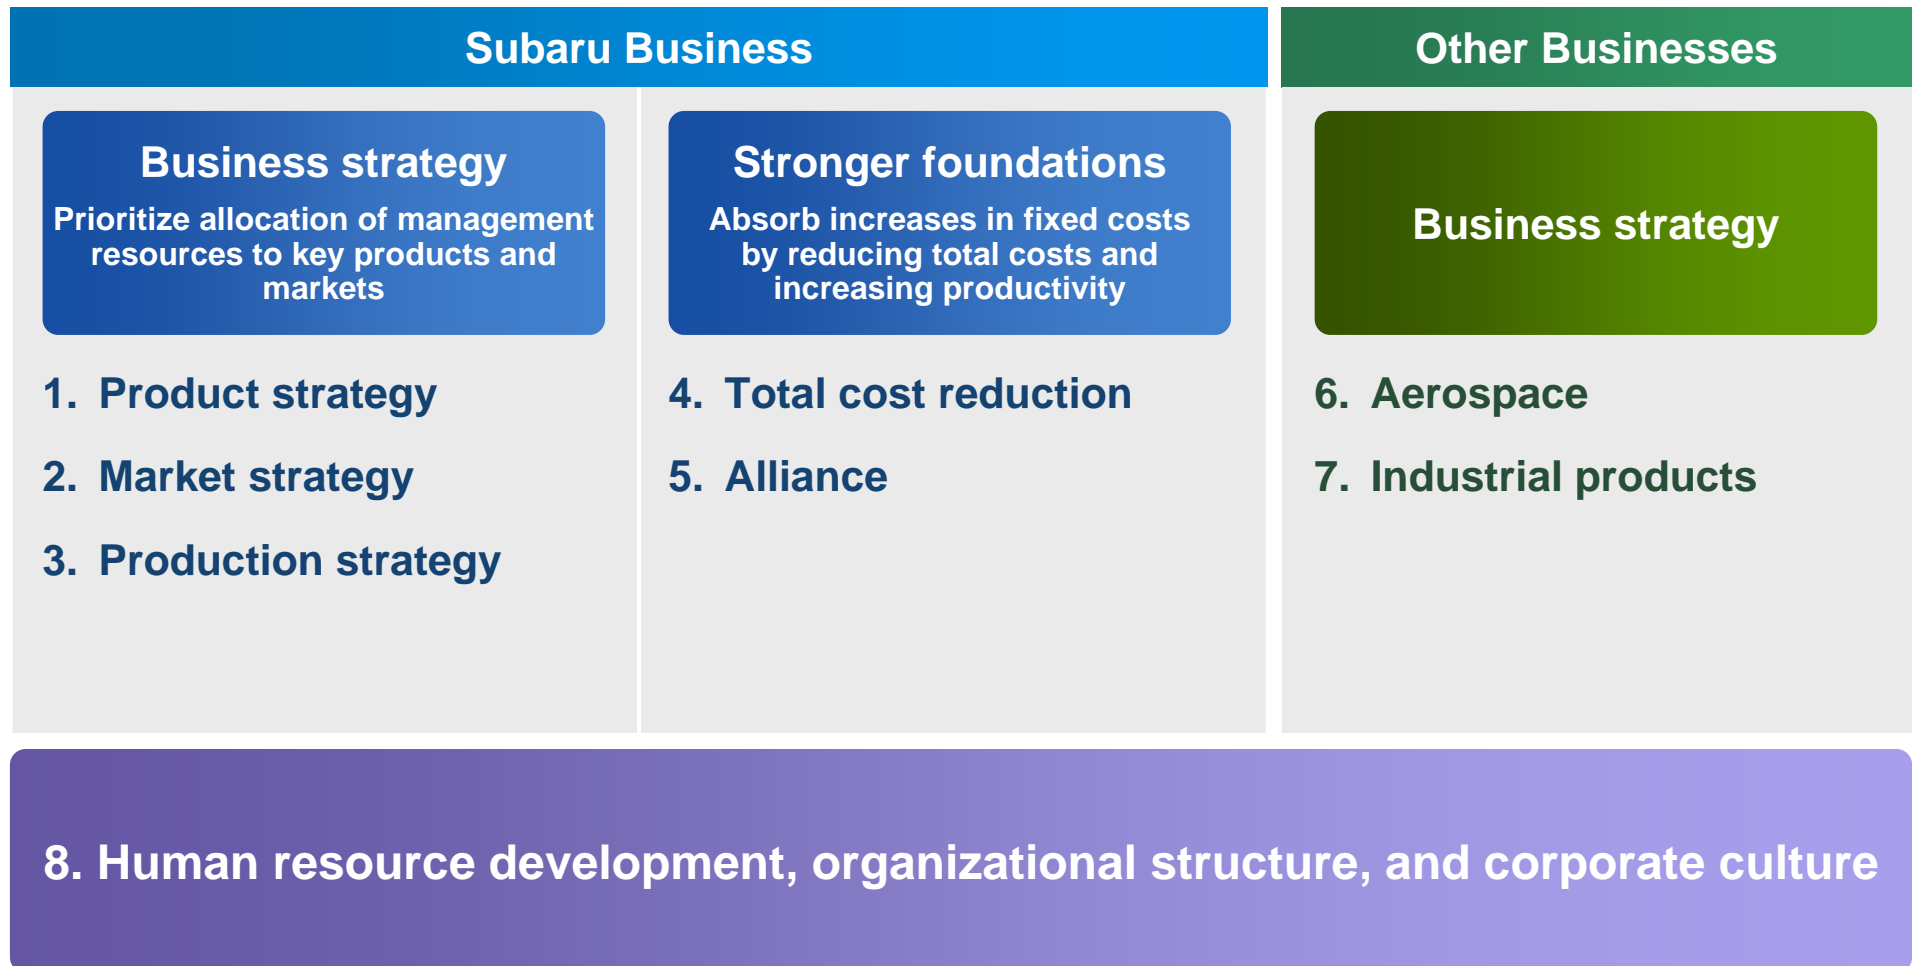 Subaru Business
Other Businesses
Business strategy
Prioritize allocation of management
resources to key products and
markets
1. Product strategy
2. Market strategy
3. Production strategy
Stronger foundations
Absorb increases in fixed costs
by reducing total costs and
increasing productivity
4. Total cost reduction
5. Alliance
Business strategy
6. Aerospace
7. Industrial products
8. Human resource development, organizational structure, and corporate culture